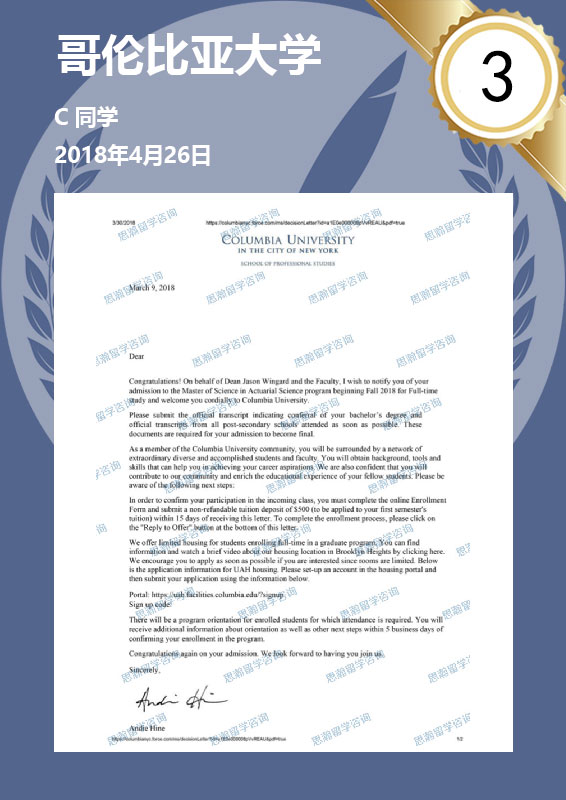 哥伦比亚大学
3
C 同学
2018年4月26日
3/30/2018
COLUMBIA UNIVERSITY
IN THE CITY OF NEW YORK
SCHOOL OF PROFESSIONAL STUDIES
March 9, 2018
Dear
Congratulations! On behalf of Dean Jason Wingard and the Faculty, I wish to notify you of your
admission to the Master of Science in Actuarial Science program beginning Fall 2018 for Full-time
study and welcome you cordially to Columbia University.
Please submit the official transcript indicating conferral of your bachelor's degree and
official transcripts from all post-secondary schools attended as soon as possible. These
documents are required for your admission to become final.
As a member of the Columbia University community, you will be surrounded by a network of
extraordinary diverse and accomplished students and faculty. You will obtain background, tools and
skills that can help you in achieving your career aspirations. We are also confident that you will
contribute to our community and enrich the educational experience of your fellow students. Please be
aware of the following next steps:
In order to confirm your participation in the incoming class, you must complete the online Enrollment
Form and submit a non-refundable tuition deposit of $500 (to be applied to your first semester's
tuition) within 15 days of receiving this letter. To complete the enrollment process, please click on
the "Reply to Offer" button at the bottom of this letter.
We offer limited housing for students enrolling full-time in a graduate program. You can find
information and watch a brief video about our housing location in Brooklyn Heights by clicking here.
We encourage you to apply as soon as possible if you are interested since rooms are limited. Below
is the application information for UAH housing. Please set-up an account in the housing portal and
then submit your application using the information below.
Portal: https://uah.facilities.columbia.edu/?signup
Sign up code:
There will be a program orientation for enrolled students for which attendance is required. You will
receive additional information about orientation as well as other next steps within 5 business days of
confirming your enrollment in the program.
Congratulations again on your admission. We look forward to having you join us.
Sincerely,
Andie Hine
Andie Hine
1/2
思瀚留学咨询